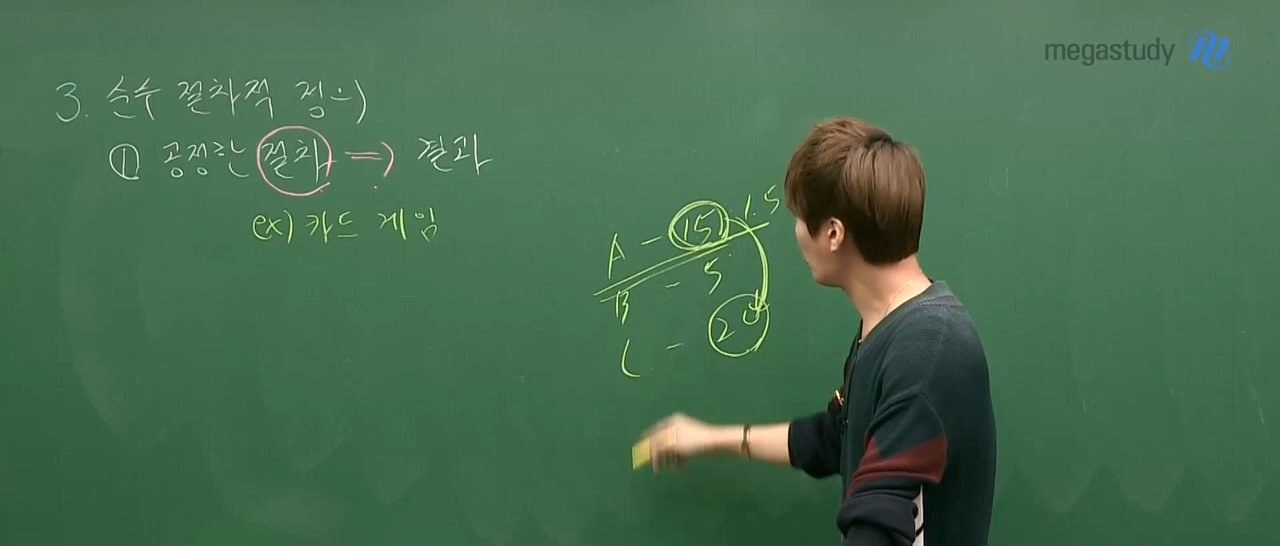 megastudy
3. 순수 절차적 정의
① 공정한 절차 => 결과
ex) 카드 게임
A - 15 1.5
B - 5
C - 2